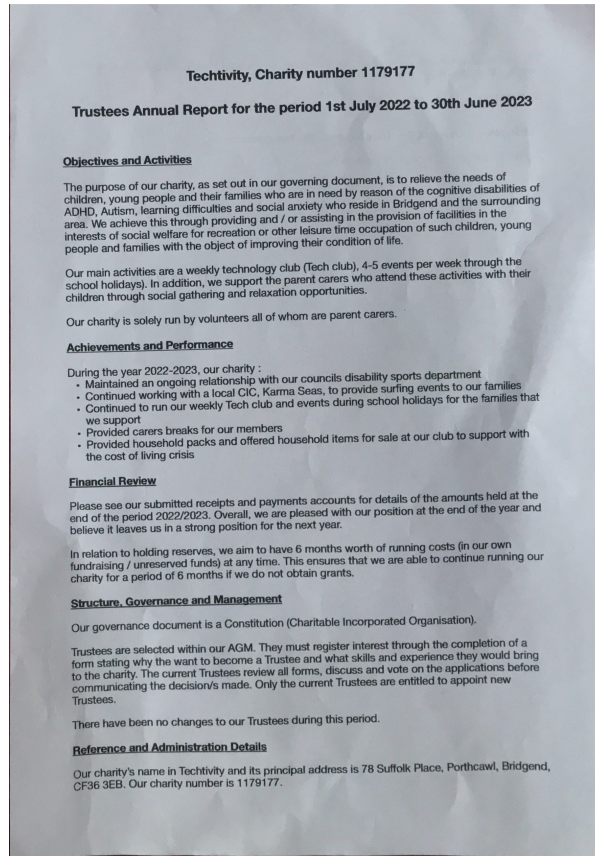 Techtivity, Charity number 1179177
Trustees Annual Report for the period 1st July 2022 to 30th June 2023
Objectives and Activities
The purpose of our charity, as set out in our governing document, is to relieve the needs of
children, young people and their families who are in need by reason of the cognitive disabilities of
ADHD, Autism, learning difficulties and social anxiety who reside in Bridgend and the surrounding
area. We achieve this through providing and / or assisting in the provision of facilities in the
interests of social welfare for recreation or other leisure time occupation of such children, young
people and families with the object of improving their condition of life.
Our main activities are a weekly technology club (Tech club), 4-5 events per week through the
school holidays). In addition, we support the parent carers who attend these activities with their
children through social gathering and relaxation opportunities.
Our charity is solely run by volunteers all of whom are parent carers.
Achievements and Performance
During the year 2022-2023, our charity :
• Maintained an ongoing relationship with our councils disability sports department
• Continued working with a local CIC, Karma Seas, to provide surfing events to our families
• Continued to run our weekly Tech club and events during school holidays for the families that
we support
• Provided carers breaks for our members
• Provided household packs and offered household items for sale at our club to support with
the cost of living crisis
Financial Review
Please see our submitted receipts and payments accounts for details of the amounts held at the
end of the period 2022/2023. Overall, we are pleased with our position at the end of the year and
believe it leaves us in a strong position for the next year.
In relation to holding reserves, we aim to have 6 months worth of running costs (in our own
fundraising / unreserved funds) at any time. This ensures that we are able to continue running our
charity for a period of 6 months if we do not obtain grants.
Structure, Governance and Management
Our governance document is a Constitution (Charitable Incorporated Organisation).
Trustees are selected within our AGM. They must register interest through the completion of a
form stating why the want to become a Trustee and what skills and experience they would bring
to the charity. The current Trustees review all forms, discuss and vote on the applications before
communicating the decision/s made. Only the current Trustees are entitled to appoint new
Trustees.
There have been no changes to our Trustees during this period.
Reference and Administration Details
Our charity's name in Techtivity and its principal address is 78 Suffolk Place, Porthcawl, Bridgend,
CF36 3EB. Our charity number is 1179177.